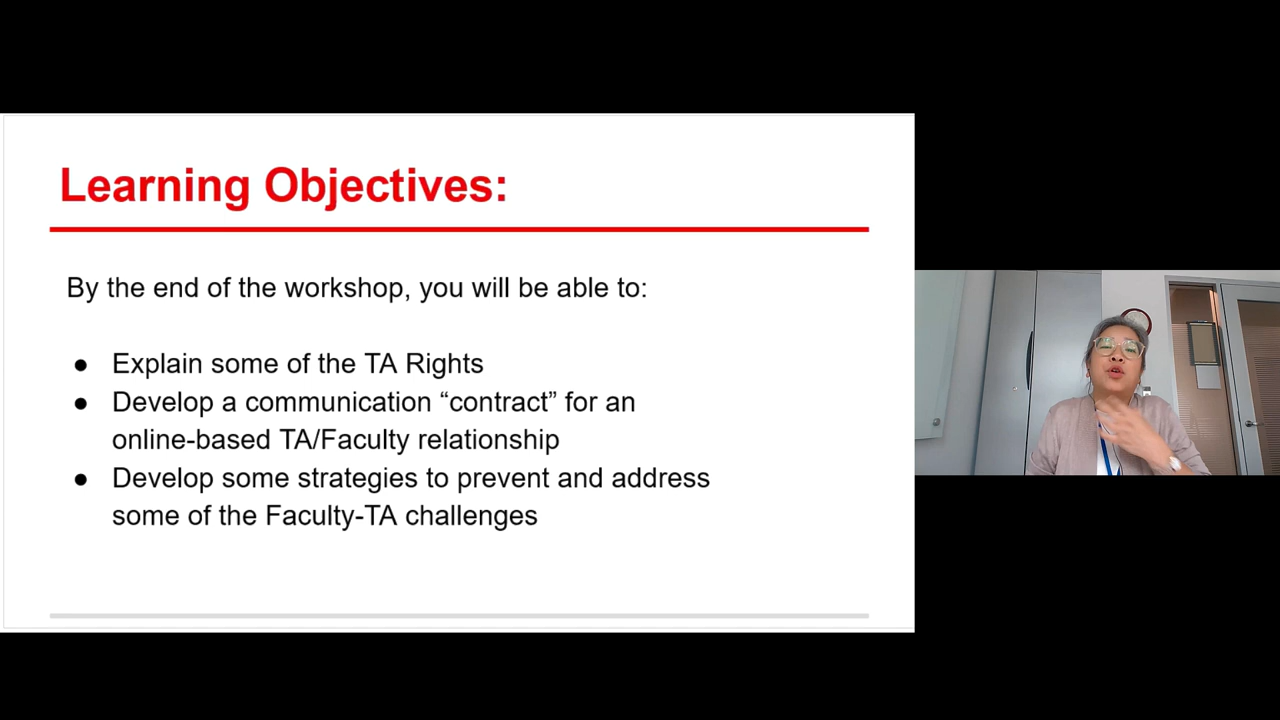 Learning Objectives:
By the end of the workshop, you will be able to:
● Explain some of the TA Rights
● Develop a communication “contract” for an
online-based TA/Faculty relationship
● Develop some strategies to prevent and address
some of the Faculty-TA challenges